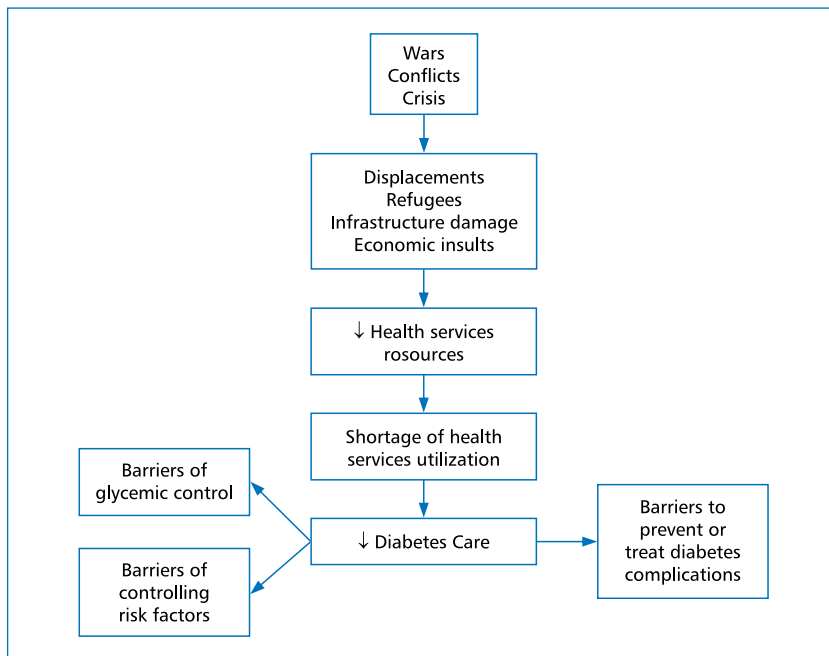 Wars
Conflicts
Crisis
Displacements
Refugees
Infrastructure damage
Economic insults
↓ Health services
rosources
Shortage of health
services utilization
Barriers of
glycemic control
↓ Diabetes Care
Barriers to
prevent or
treat diabetes
complications
Barriers of
controlling
risk factors